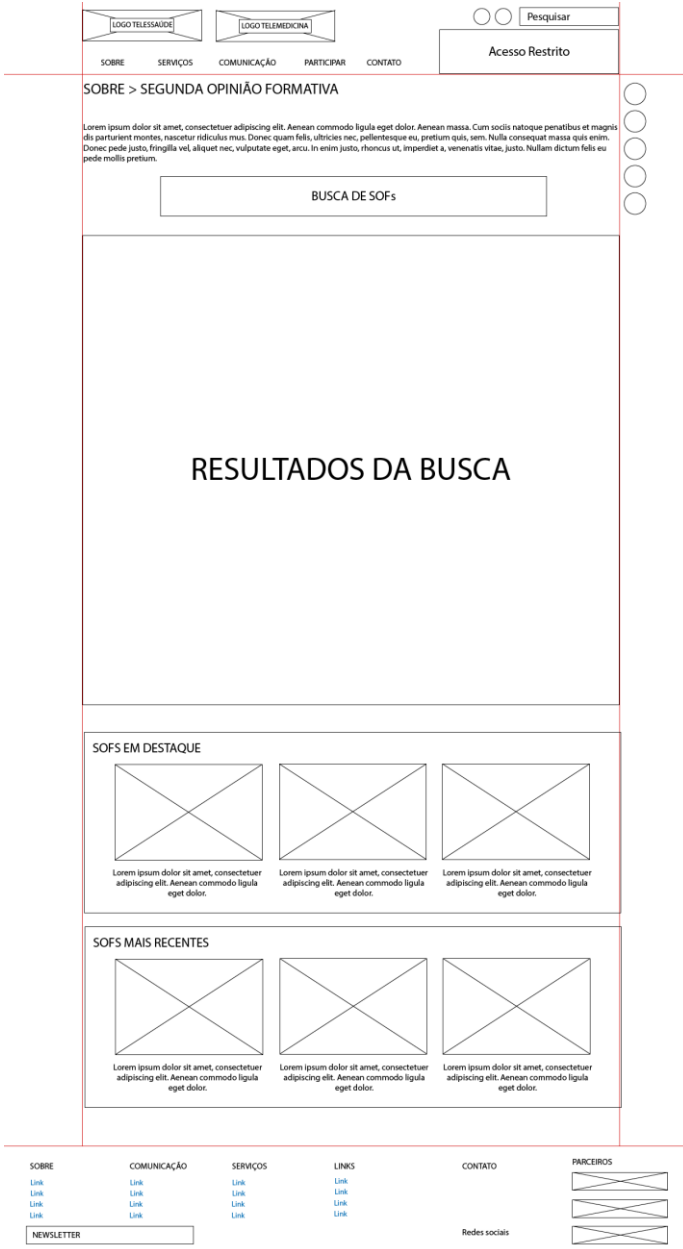 LOGO TELESSAÚDE
LOGO TELEMEDICINA
Pesquisar
Acesso Restrito
SOBRE
SERVIÇOS
COMUNICAÇÃO
PARTICIPAR
CONTATO
SOBRE > SEGUNDA OPINIÃO FORMATIVA
Lorem ipsum dolor sit amet, consectetuer adipiscing elit. Aenean commodo ligula eget dolor. Aenean massa. Cum sociis natoque penatibus et magnis
dis parturient montes, nascetur ridiculus mus. Donec quam felis, ultricies nec, pellentesque eu, pretium quis, sem. Nulla consequat massa quis enim.
Donec pede justo, fringilla vel, aliquet nec, vulputate eget, arcu. In enim justo, rhoncus ut, imperdiet a, venenatis vitae, justo. Nullam dictum felis eu
pede mollis pretium.
BUSCA DE SOFs
RESULTADOS DA BUSCA
SOFS EM DESTAQUE
Lorem ipsum dolor sit amet, consectetuer
adipiscing elit. Aenean commodo ligula
eget dolor.
Lorem ipsum dolor sit amet, consectetuer
adipiscing elit. Aenean commodo ligula
eget dolor.
Lorem ipsum dolor sit amet, consectetuer
adipiscing elit. Aenean commodo ligula
eget dolor.
SOFS MAIS RECENTES
Lorem ipsum dolor sit amet, consectetuer
adipiscing elit. Aenean commodo ligula
eget dolor.
Lorem ipsum dolor sit amet, consectetuer
adipiscing elit. Aenean commodo ligula
eget dolor.
Lorem ipsum dolor sit amet, consectetuer
adipiscing elit. Aenean commodo ligula
eget dolor.
SOBRE
Link
Link
Link
Link
COMUNICAÇÃO
Link
Link
Link
Link
SERVIÇOS
Link
Link
Link
Link
LINKS
Link
Link
Link
Link
CONTATO
PARCEIROS
NEWSLETTER
Redes sociais